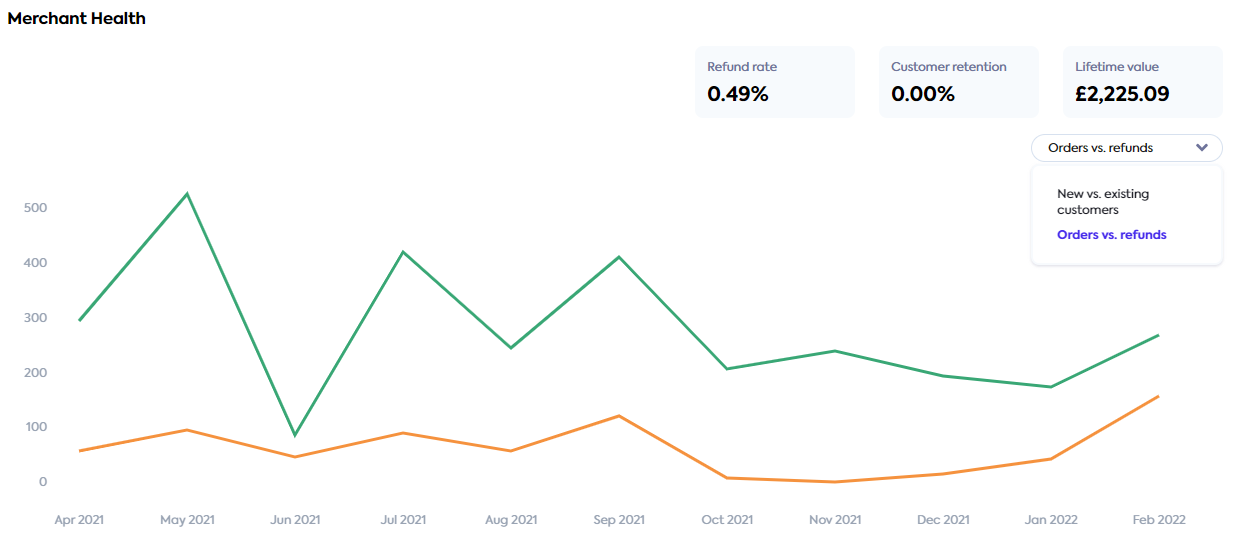 Merchant Health
Refund rate
0.49%
Customer retention
0.00%
Lifetime value
£2,225.09
Orders vs. refunds
New vs. existing
customers
Orders vs. refunds
500
400
300
200
100
0
Apr 2021
May 2021
Jun 2021
Jul 2021
Aug 2021
Sep 2021
Oct 2021
Nov 2021
Dec 2021
Jan 2022
Feb 2022